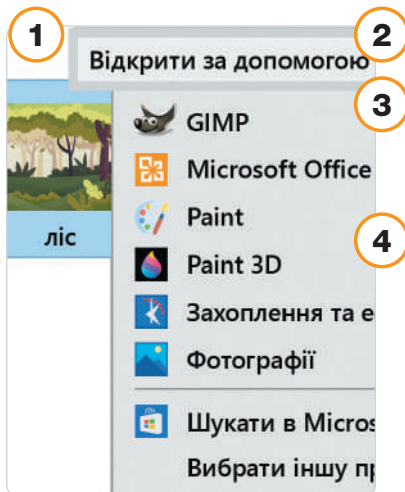 1
2
Відкрити за допомогою
3
GIMP
Microsoft Office
Paint
ліс
4
Paint 3D
Захоплення та е
Фотографії
Шукати в Micros
Вибрати іншу пр